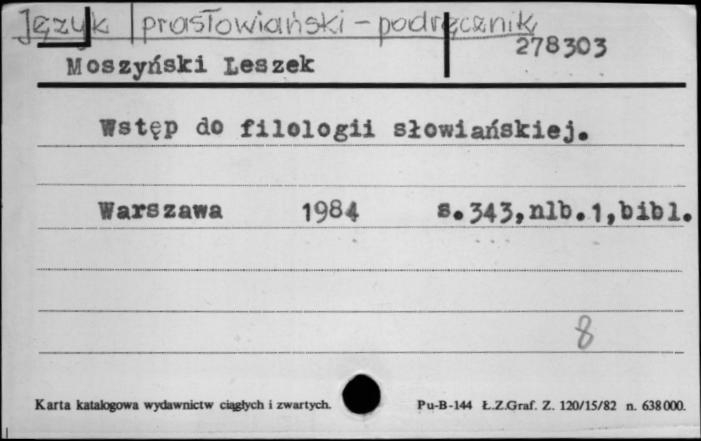 Język prasłowiański - podręcznik
278303
Moszyński Leszek
Wstęp do filologii słowiańskiej.
Warszawa 1984 s.343,nlb.1,bibl.
8
Karta katalogowa wydawnictw ciągłych i zwartych. Pu-B-144 Ł.Z.Graf. Z. 120/15/82 n. 638000.